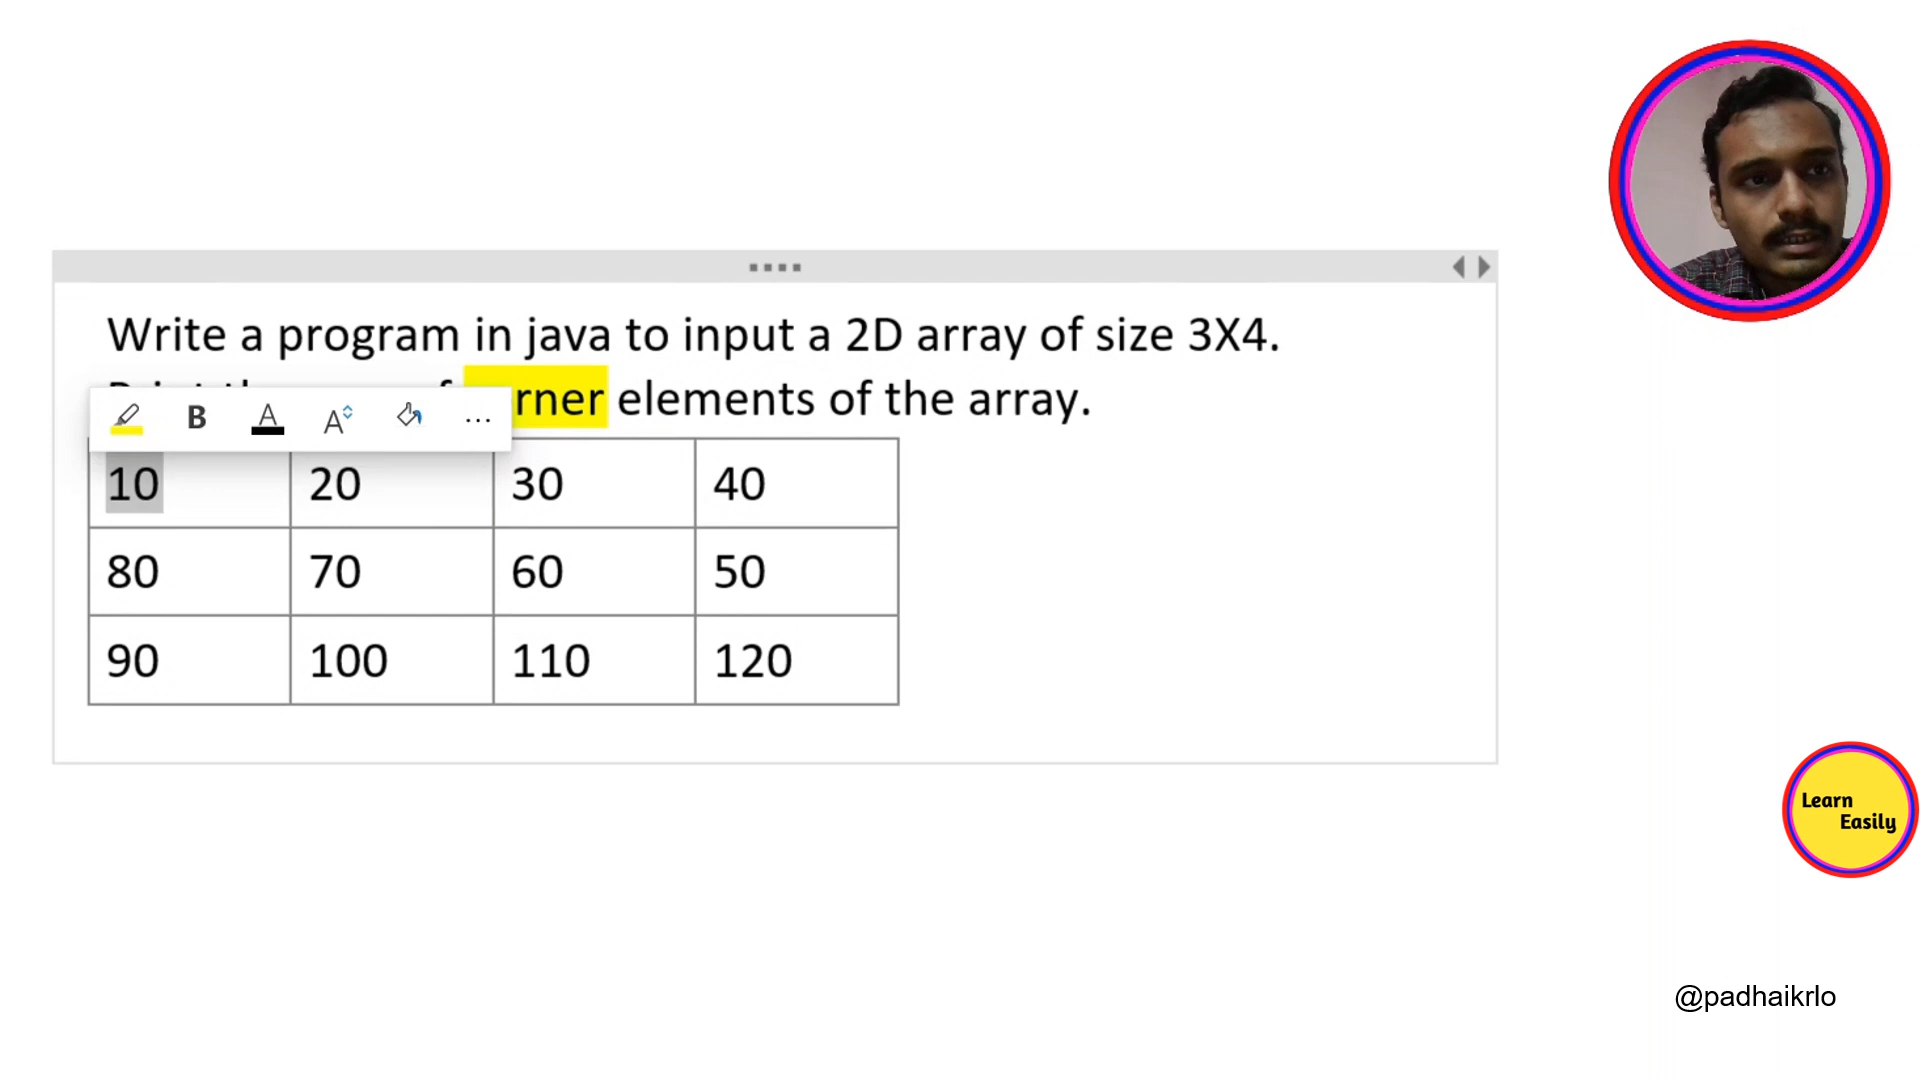 Write a program in java to input a 2D array of size 3X4.
elements of the array.
B A A ...
10 20 30 40
80 70 60 50
90 100 110 120
Learn
Easily
@padhaikrlo